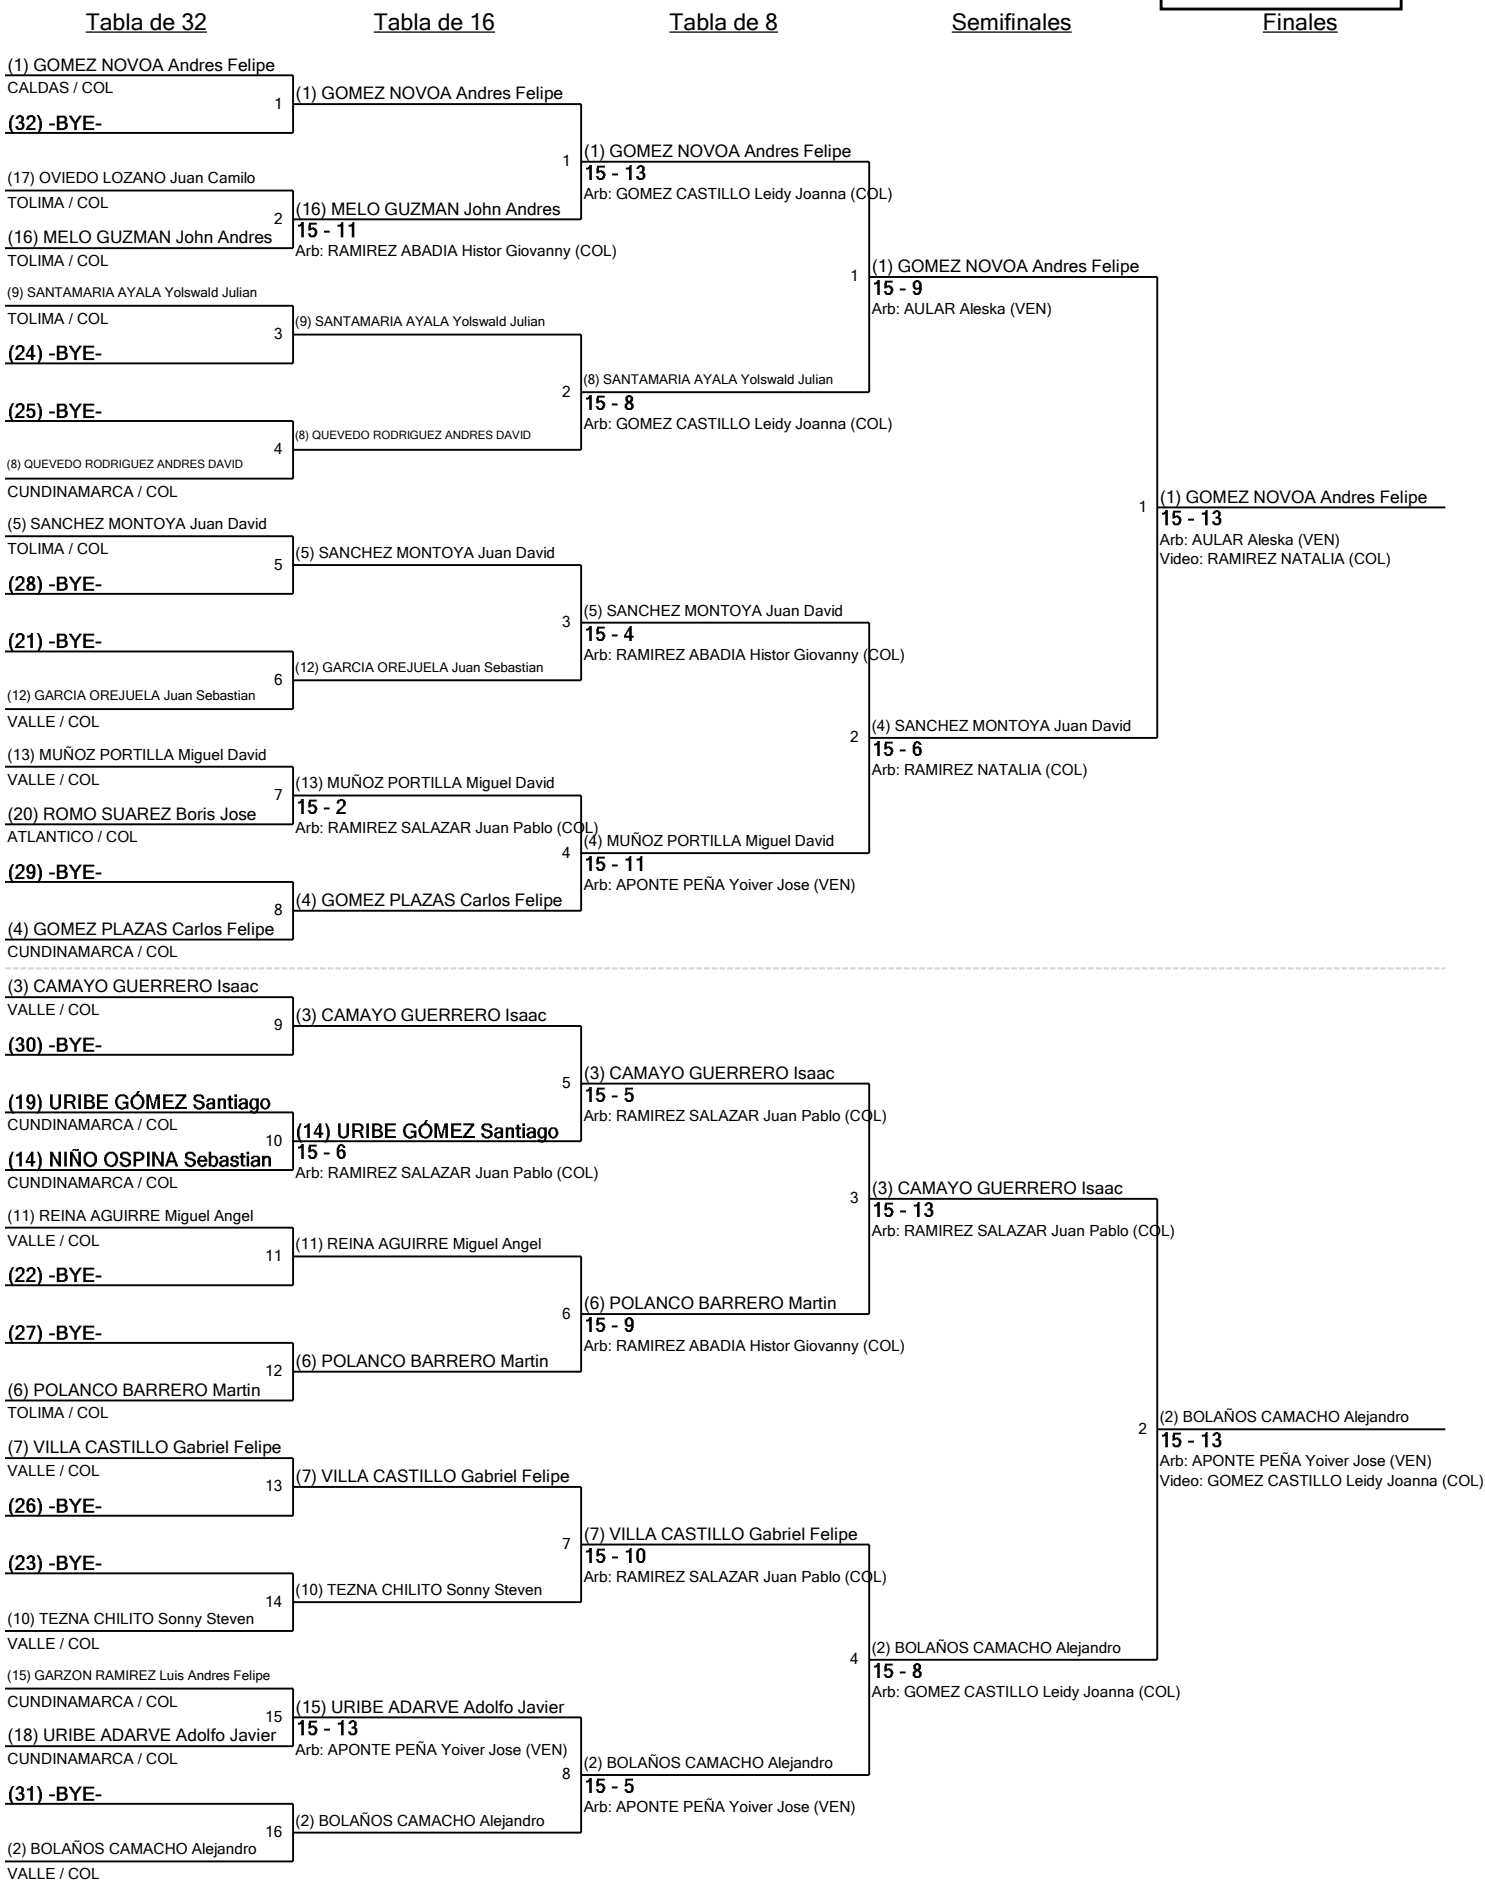 Tabla de 32
Tabla de 16
Tabla de 8
Semifinales
Finales
(1) GOMEZ NOVOA Andres Felipe
CALDAS / COL
1
(32) -BYE-
(17) OVIEDO LOZANO Juan Camilo
TOLIMA / COL
2
(16) MELO GUZMAN John Andres
TOLIMA / COL
(9) SANTAMARIA AYALA Yolswald Julian
TOLIMA / COL
3
(24) -BYE-
(25) -BYE-
4
(8) QUEVEDO RODRIGUEZ ANDRES DAVID
CUNDINAMARCA / COL
(5) SANCHEZ MONTOYA Juan David
TOLIMA / COL
5
(28) -BYE-
(21) -BYE-
6
(12) GARCIA OREJUELA Juan Sebastian
VALLE / COL
(13) MUÑOZ PORTILLA Miguel David
VALLE / COL
7
(20) ROMO SUAREZ Boris Jose
ATLANTICO / COL
(29) -BYE-
8
(4) GOMEZ PLAZAS Carlos Felipe
CUNDINAMARCA / COL
(3) CAMAYO GUERRERO Isaac
VALLE / COL
9
(30) -BYE-
(19) URIBE GÓMEZ Santiago
CUNDINAMARCA / COL
10
(14) NIÑO OSPINA Sebastian
CUNDINAMARCA / COL
(11) REINA AGUIRRE Miguel Angel
VALLE / COL
11
(22) -BYE-
(27) -BYE-
12
(6) POLANCO BARRERO Martin
TOLIMA / COL
(7) VILLA CASTILLO Gabriel Felipe
VALLE / COL
13
(26) -BYE-
(23) -BYE-
14
(10) TEZNA CHILITO Sonny Steven
VALLE / COL
(15) GARZON RAMIREZ Luis Andres Felipe
CUNDINAMARCA / COL
15
(18) URIBE ADARVE Adolfo Javier
CUNDINAMARCA / COL
(31) -BYE-
16
(2) BOLAÑOS CAMACHO Alejandro
VALLE / COL
(1) GOMEZ NOVOA Andres Felipe
1
(16) MELO GUZMAN John Andres
15 - 11
Arb: RAMIREZ ABADIA Histor Giovanny (COL)
(9) SANTAMARIA AYALA Yolswald Julian
2
(8) QUEVEDO RODRIGUEZ ANDRES DAVID
(5) SANCHEZ MONTOYA Juan David
3
(12) GARCIA OREJUELA Juan Sebastian
(13) MUÑOZ PORTILLA Miguel David
15 - 2
Arb: RAMIREZ SALAZAR Juan Pablo (COL)
4
(4) GOMEZ PLAZAS Carlos Felipe
(3) CAMAYO GUERRERO Isaac
5
(14) URIBE GÓMEZ Santiago
15 - 6
Arb: RAMIREZ SALAZAR Juan Pablo (COL)
(11) REINA AGUIRRE Miguel Angel
6
(6) POLANCO BARRERO Martin
(7) VILLA CASTILLO Gabriel Felipe
7
(10) TEZNA CHILITO Sonny Steven
(15) URIBE ADARVE Adolfo Javier
15 - 13
Arb: APONTE PEÑA Yoiver Jose (VEN)
8
(2) BOLAÑOS CAMACHO Alejandro
(1) GOMEZ NOVOA Andres Felipe
15 - 13
Arb: GOMEZ CASTILLO Leidy Joanna (COL)
1
(8) SANTAMARIA AYALA Yolswald Julian
15 - 8
Arb: GOMEZ CASTILLO Leidy Joanna (COL)
(5) SANCHEZ MONTOYA Juan David
15 - 4
Arb: RAMIREZ ABADIA Histor Giovanny (COL)
2
(4) MUÑOZ PORTILLA Miguel David
15 - 11
Arb: APONTE PEÑA Yoiver Jose (VEN)
(3) CAMAYO GUERRERO Isaac
15 - 5
Arb: RAMIREZ SALAZAR Juan Pablo (COL)
3
(6) POLANCO BARRERO Martin
15 - 9
Arb: RAMIREZ ABADIA Histor Giovanny (COL)
(7) VILLA CASTILLO Gabriel Felipe
15 - 10
Arb: RAMIREZ SALAZAR Juan Pablo (COL)
4
(2) BOLAÑOS CAMACHO Alejandro
15 - 5
Arb: APONTE PEÑA Yoiver Jose (VEN)
(1) GOMEZ NOVOA Andres Felipe
15 - 9
Arb: AULAR Aleska (VEN)
1
(4) SANCHEZ MONTOYA Juan David
15 - 6
Arb: RAMIREZ NATALIA (COL)
(3) CAMAYO GUERRERO Isaac
15 - 13
Arb: RAMIREZ SALAZAR Juan Pablo (COL)
2
(2) BOLAÑOS CAMACHO Alejandro
15 - 8
Arb: GOMEZ CASTILLO Leidy Joanna (COL)
(1) GOMEZ NOVOA Andres Felipe
15 - 13
Arb: AULAR Aleska (VEN)
Video: RAMIREZ NATALIA (COL)
(2) BOLAÑOS CAMACHO Alejandro
15 - 13
Arb: APONTE PEÑA Yoiver Jose (VEN)
Video: GOMEZ CASTILLO Leidy Joanna (COL)